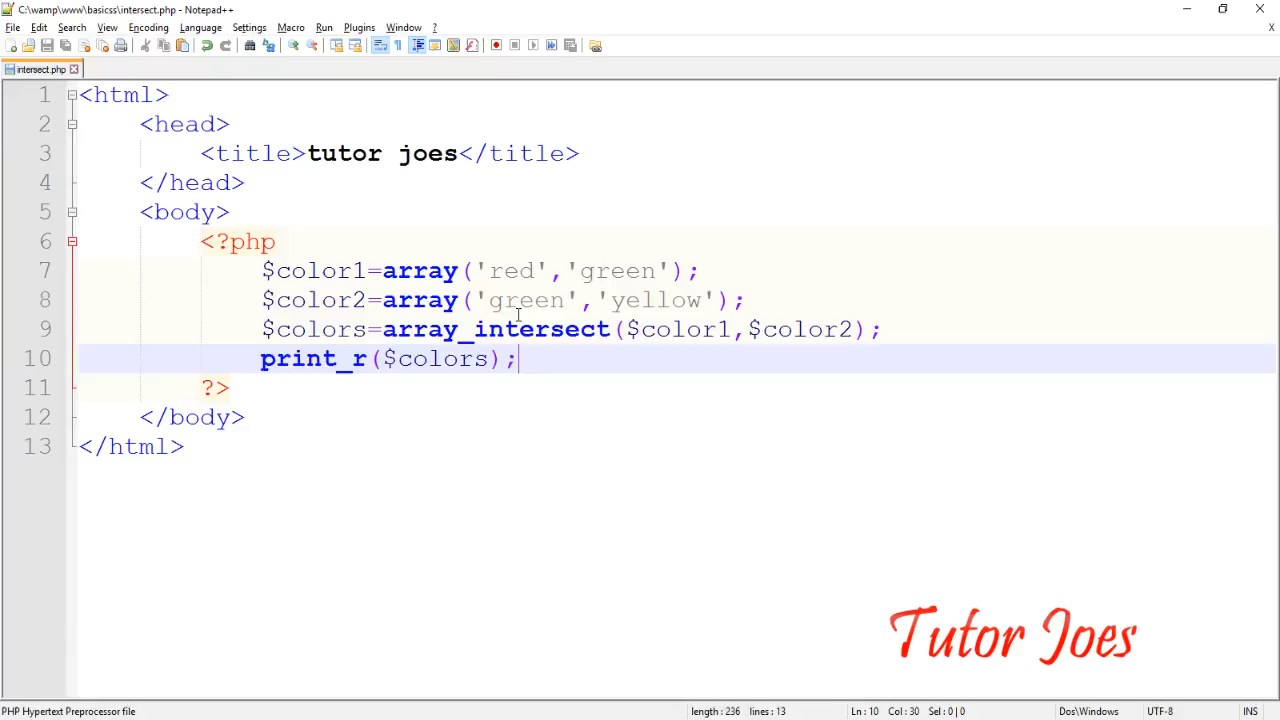 C:\wamp\www\basicss\intersect.php - Notepad++
File Edit Search View Encoding Language Settings Macro Run Plugins Window ?
X
intersect.php
1 <html>
2 <head>
3 <title>tutor joes</title>
4 </head>
5 <body>
6 <?php
7 $color1=array('red','green');
8 $color2=array('green','yellow');
9 $colors=array_intersect($color1,$color2);
10 print_r($colors);
11 ?>
12 </body>
13 </html>
Tutor Joes
PHP Hypertext Preprocessor file length : 236 lines : 13 Ln : 10 Col : 30 Sel : 0 | 0 Dos\Windows UTF-8 INS